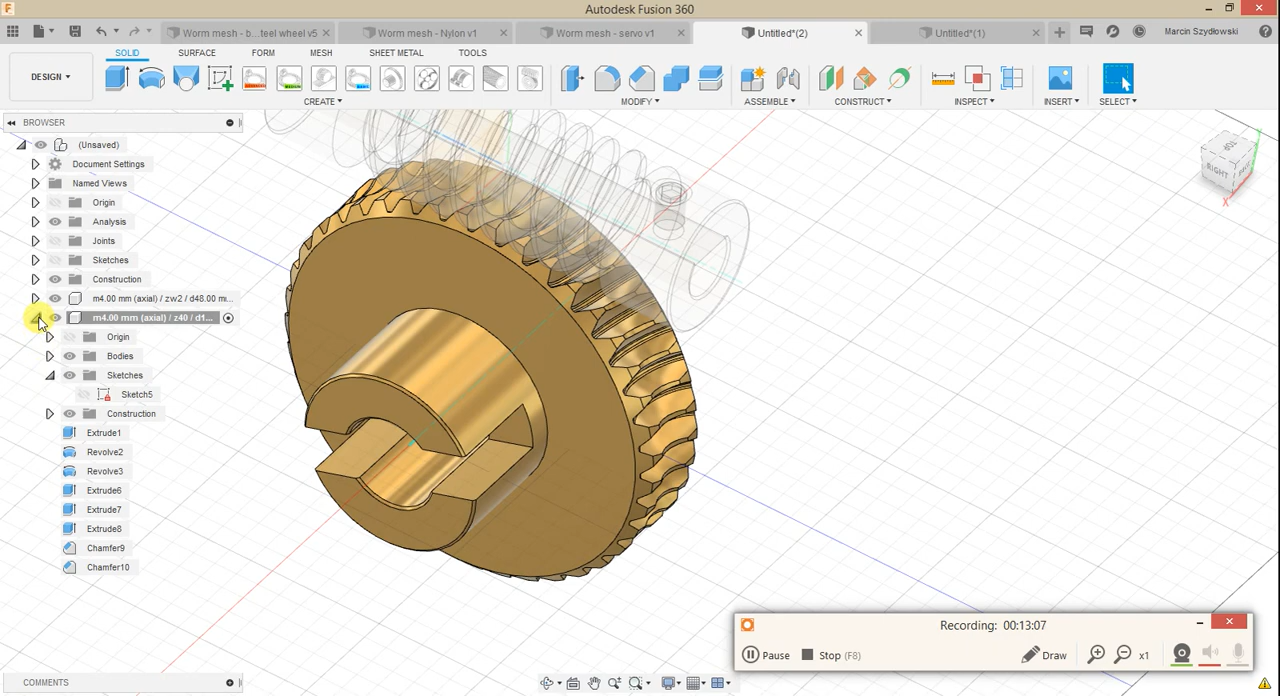 Autodesk Fusion 360
Worm mesh - b...teel wheel v5
Worm mesh - Nylon v1
Worm mesh - servo v1
Untitled*(2)
Untitled*(1)
Marcin Szydłowski
DESIGN
SOLID
SURFACE
FORM
MESH
SHEET METAL
TOOLS
CREATE
MODIFY
ASSEMBLE
CONSTRUCT
INSPECT
INSERT
SELECT
BROWSER
(Unsaved)
Document Settings
Named Views
Origin
Analysis
Joints
Sketches
Construction
m4.00 mm (axial) / zw2 / d48.00 m...
m4.00 mm (axial) / z40 / d1...
Origin
Bodies
Sketches
Sketch5
Construction
Extrude1
Revolve2
Revolve3
Extrude6
Extrude7
Extrude8
Chamfer9
Chamfer10
TOP
RIGHT
BACK
X
Recording: 00:13:07
Pause
Stop (F8)
Draw
x1
COMMENTS